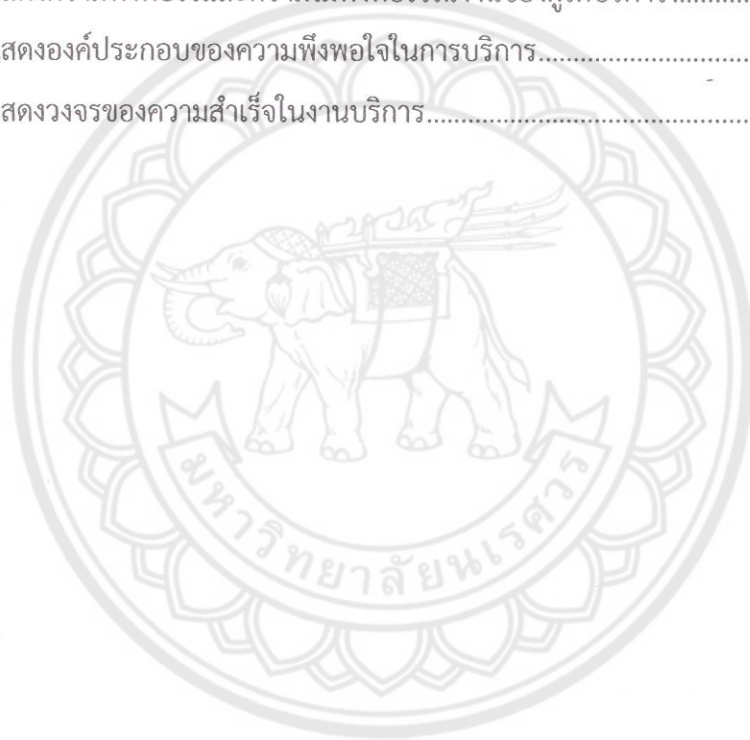 สดงองค์ประกอบของความพึงพอใจในการบริการ................................
สดงวงจรของความสำเร็จในงานบริการ................................................
มหาวิทยาลัยนเรศวร